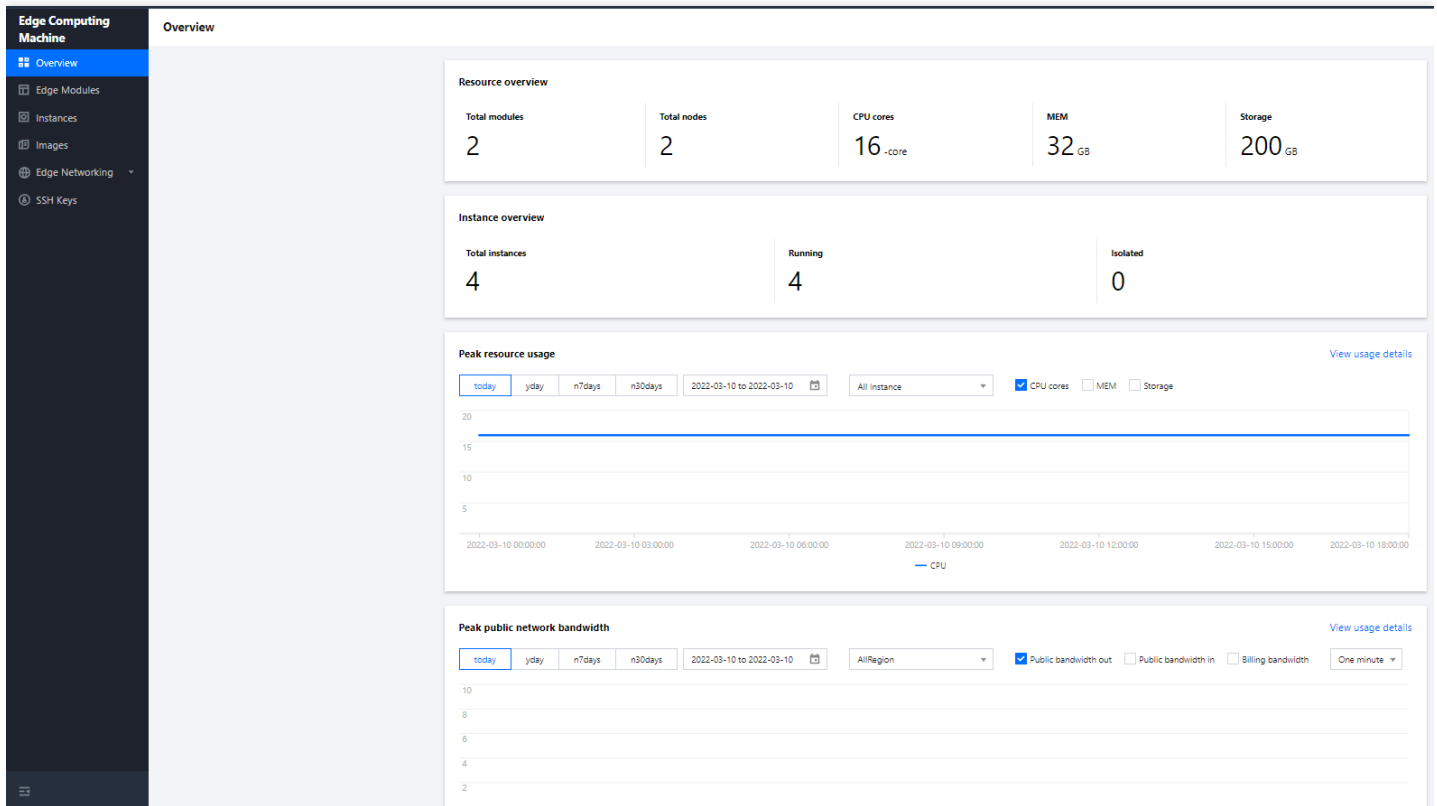 Edge Computing
Machine
Overview
Overview
Edge Modules
Instances
Images
Edge Networking
SSH Keys
Resource overview
Total modules Total nodes CPU cores MEM Storage
2 2 16 -core 32 GB 200 GB
Instance overview
Total instances Running Isolated
4 4 0
Peak resource usage View usage details
today yday n7days n30days 2022-03-10 to 2022-03-10 All Instance CPU cores MEM Storage
20
15
10
5
2022-03-10 00:00:00 2022-03-10 03:00:00 2022-03-10 06:00:00 2022-03-10 09:00:00 2022-03-10 12:00:00 2022-03-10 15:00:00 2022-03-10 18:00:00
CPU
Peak public network bandwidth View usage details
today yday n7days n30days 2022-03-10 to 2022-03-10 AllRegion Public bandwidth out Public bandwidth in Billing bandwidth One minute
10
8
6
4
2